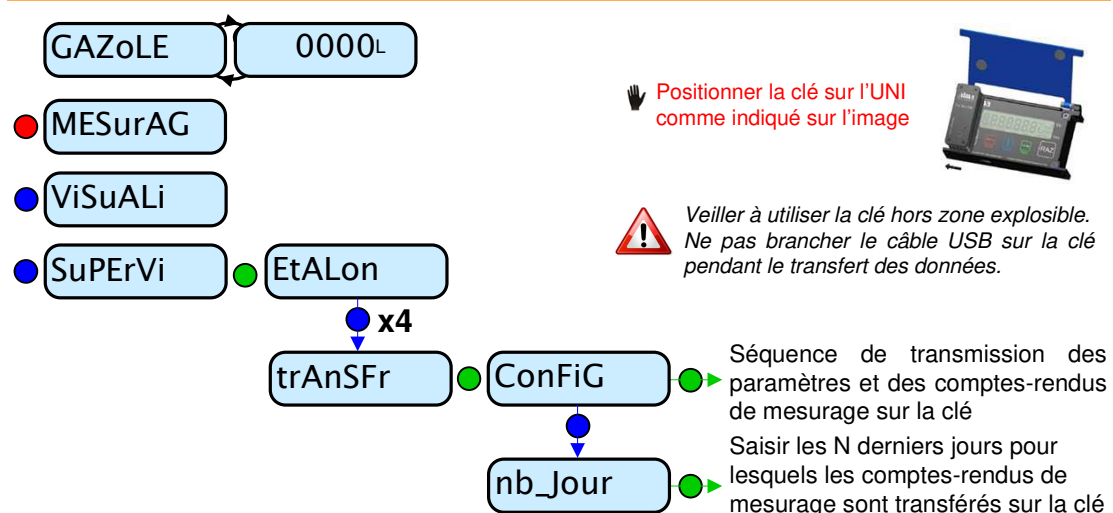 GAZoLE
0000L
Positionner la clé sur l'UNI
comme indiqué sur l'image
MESurAG
RAZ
ViSuALi
Veiller à utiliser la clé hors zone explosible.
Ne pas brancher le câble USB sur la clé
pendant le transfert des données.
SuPErVi
EtALon
x4
trAnSFr
ConFiG
Séquence de transmission des
paramètres et des comptes-rendus
de mesurage sur la clé
nb_Jour
Saisir les N derniers jours pour
lesquels les comptes-rendus de
mesurage sont transférés sur la clé